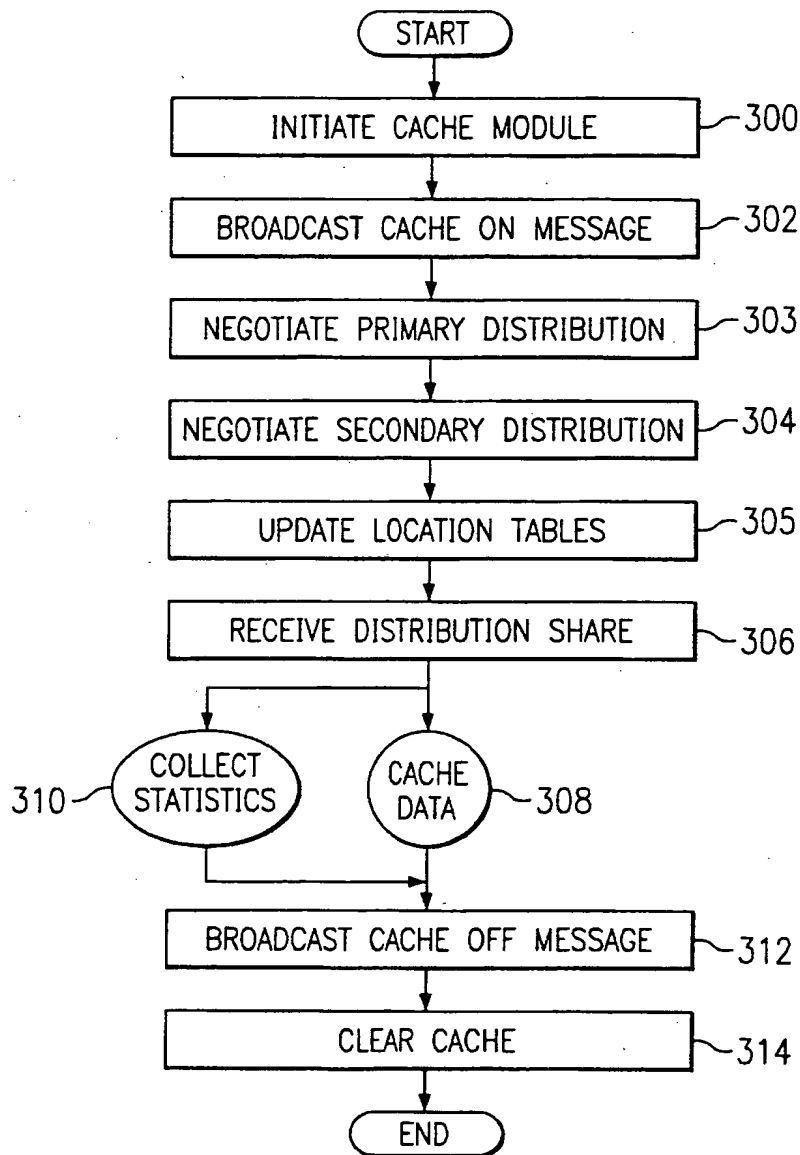 START
INITIATE CACHE MODULE
300
BROADCAST CACHE ON MESSAGE
302
NEGOTIATE PRIMARY DISTRIBUTION
303
NEGOTIATE SECONDARY DISTRIBUTION
304
UPDATE LOCATION TABLES
305
RECEIVE DISTRIBUTION SHARE
306
310
COLLECT
STATISTICS
CACHE
DATA
308
BROADCAST CACHE OFF MESSAGE
312
CLEAR CACHE
314
END